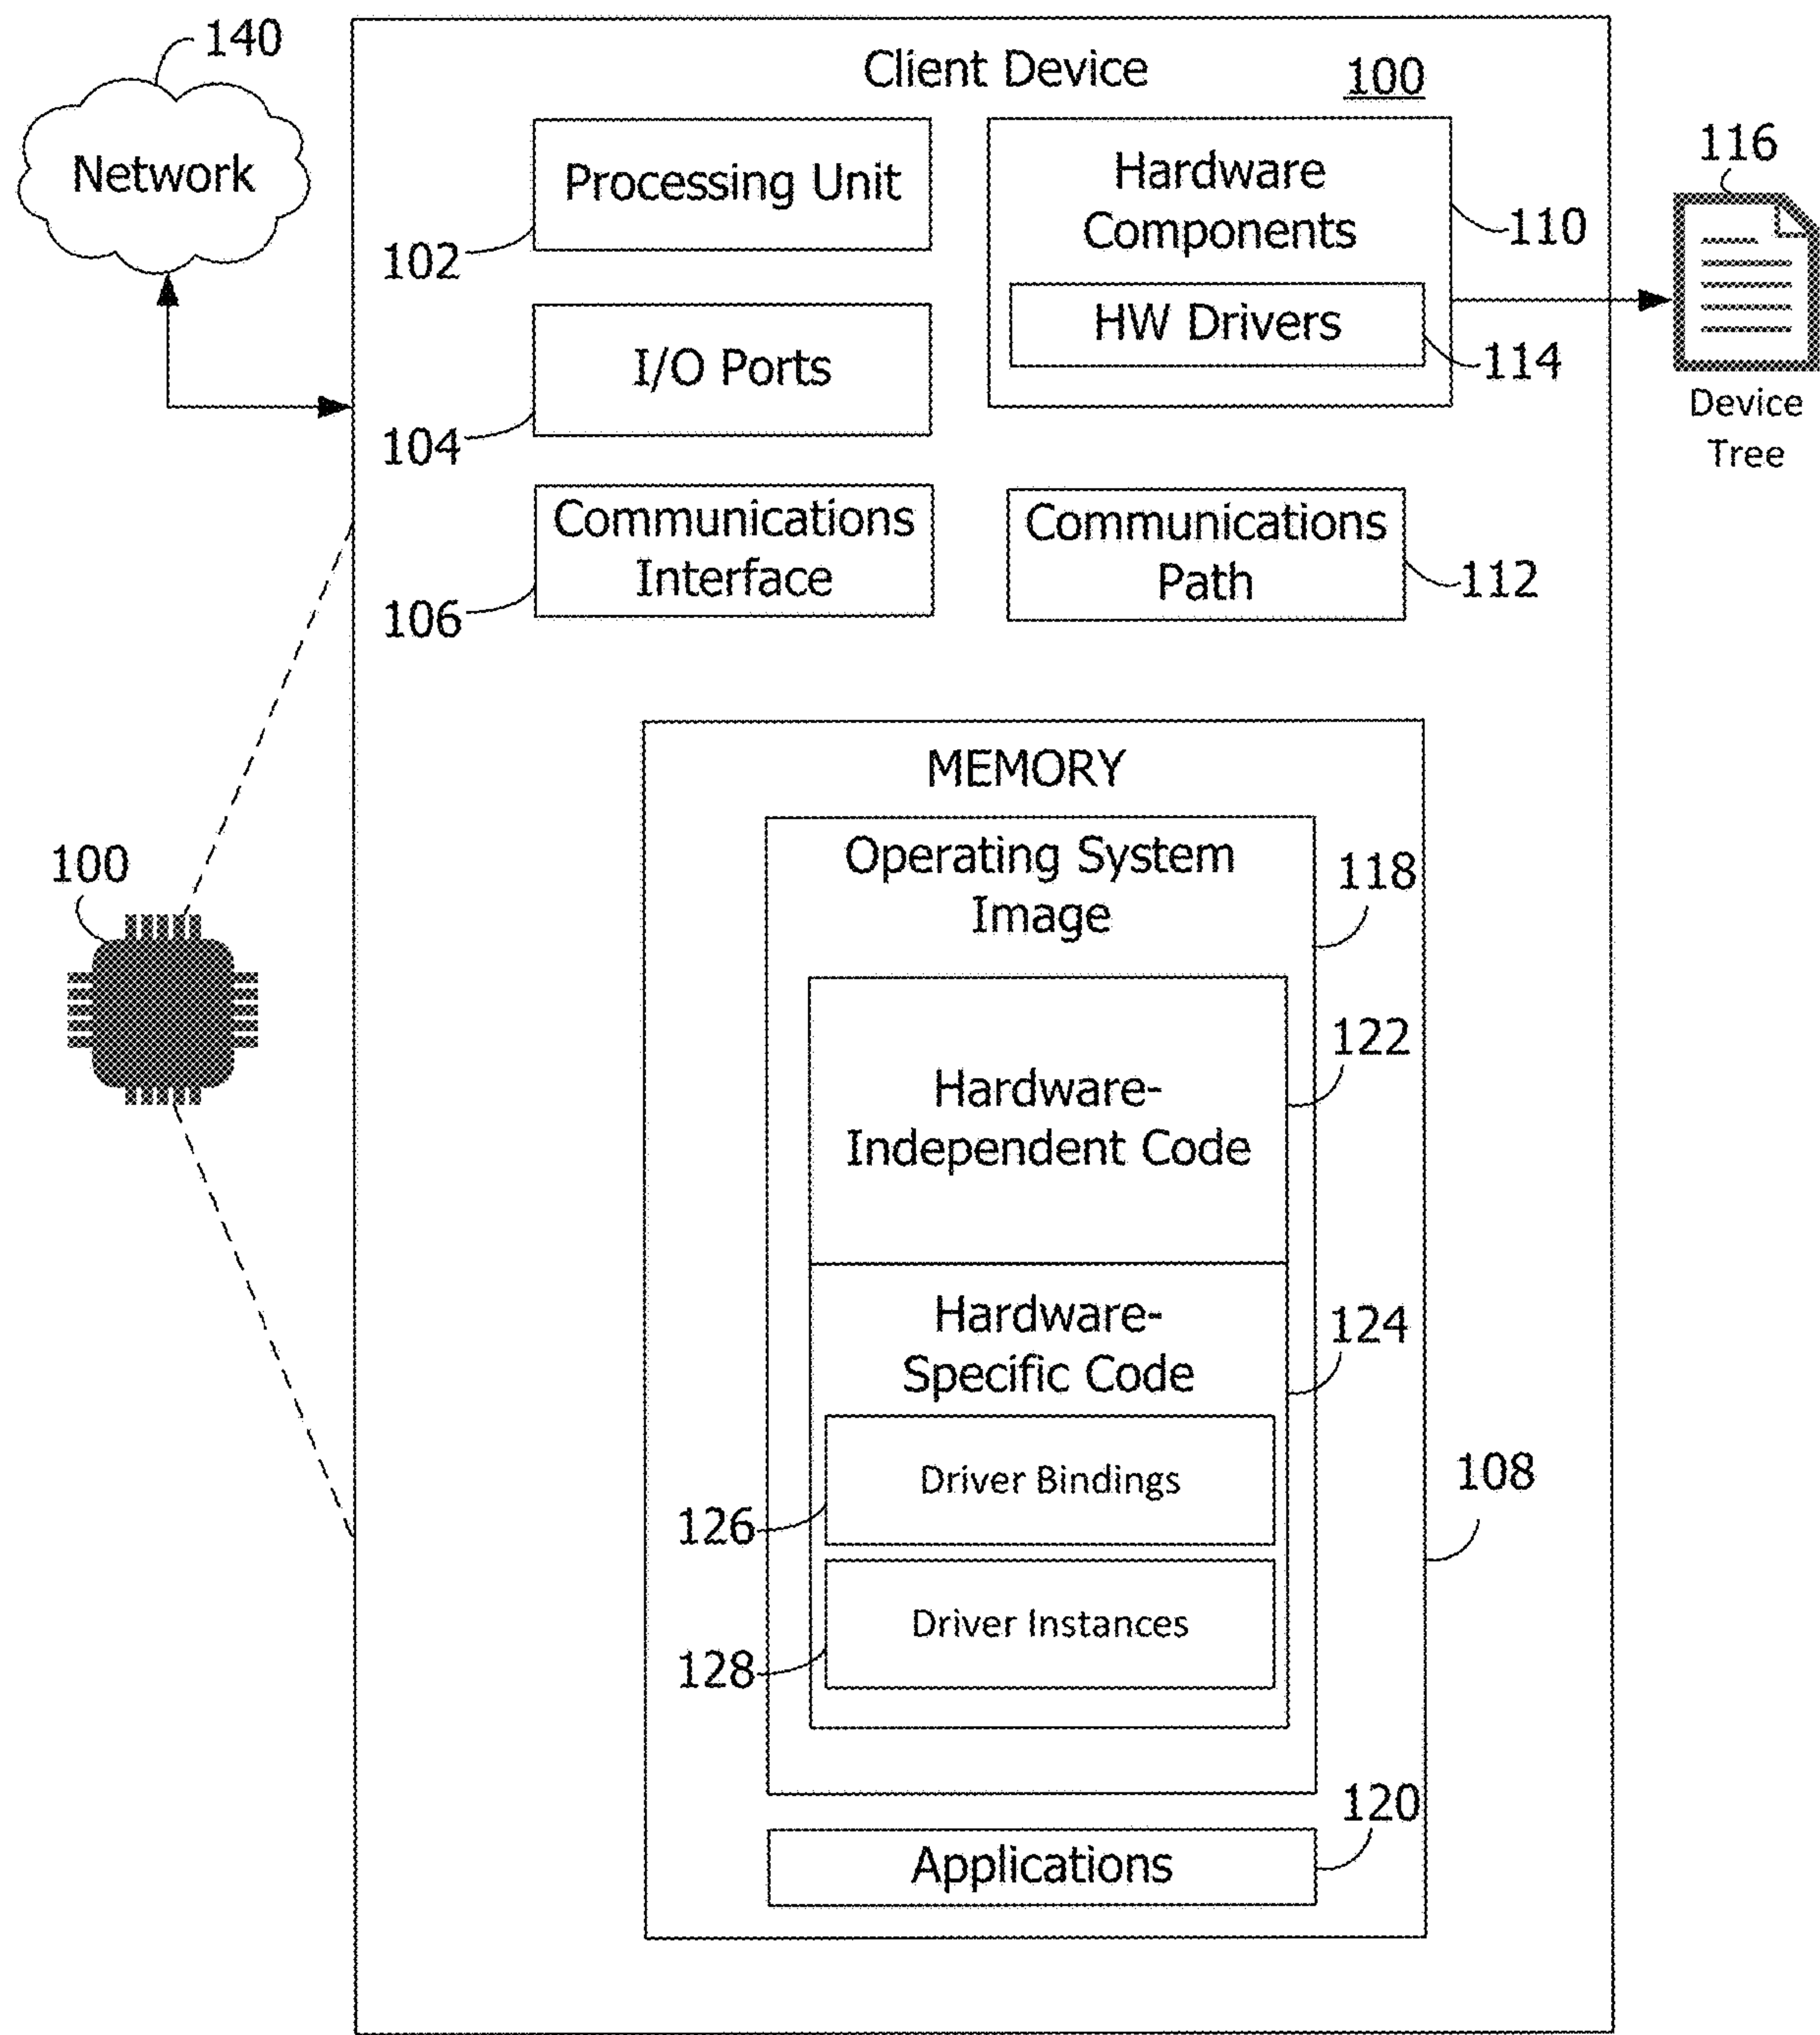 140
Network
Client Device
100
Processing Unit
102
Hardware
Components
110
HW Drivers
114
116
Device
Tree
I/O Ports
104
Communications
Interface
106
Communications
Path
112
100
MEMORY
Operating System
Image
118
Hardware-
Independent Code
122
Hardware-
Specific Code
124
Driver Bindings
126
108
Driver Instances
128
Applications
120